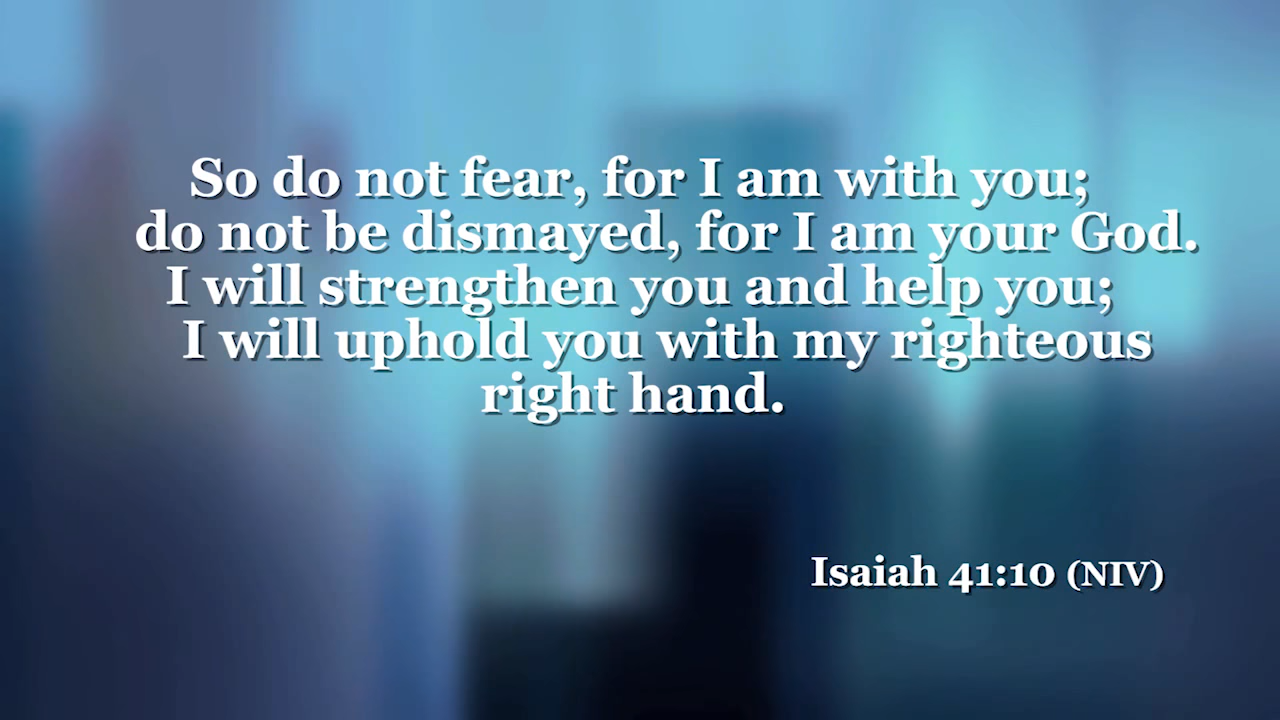 So do not fear, for I am with you;
do not be dismayed, for I am your God.
I will strengthen you and help you;
I will uphold you with my righteous
right hand.
Isaiah 41:10 (NIV)